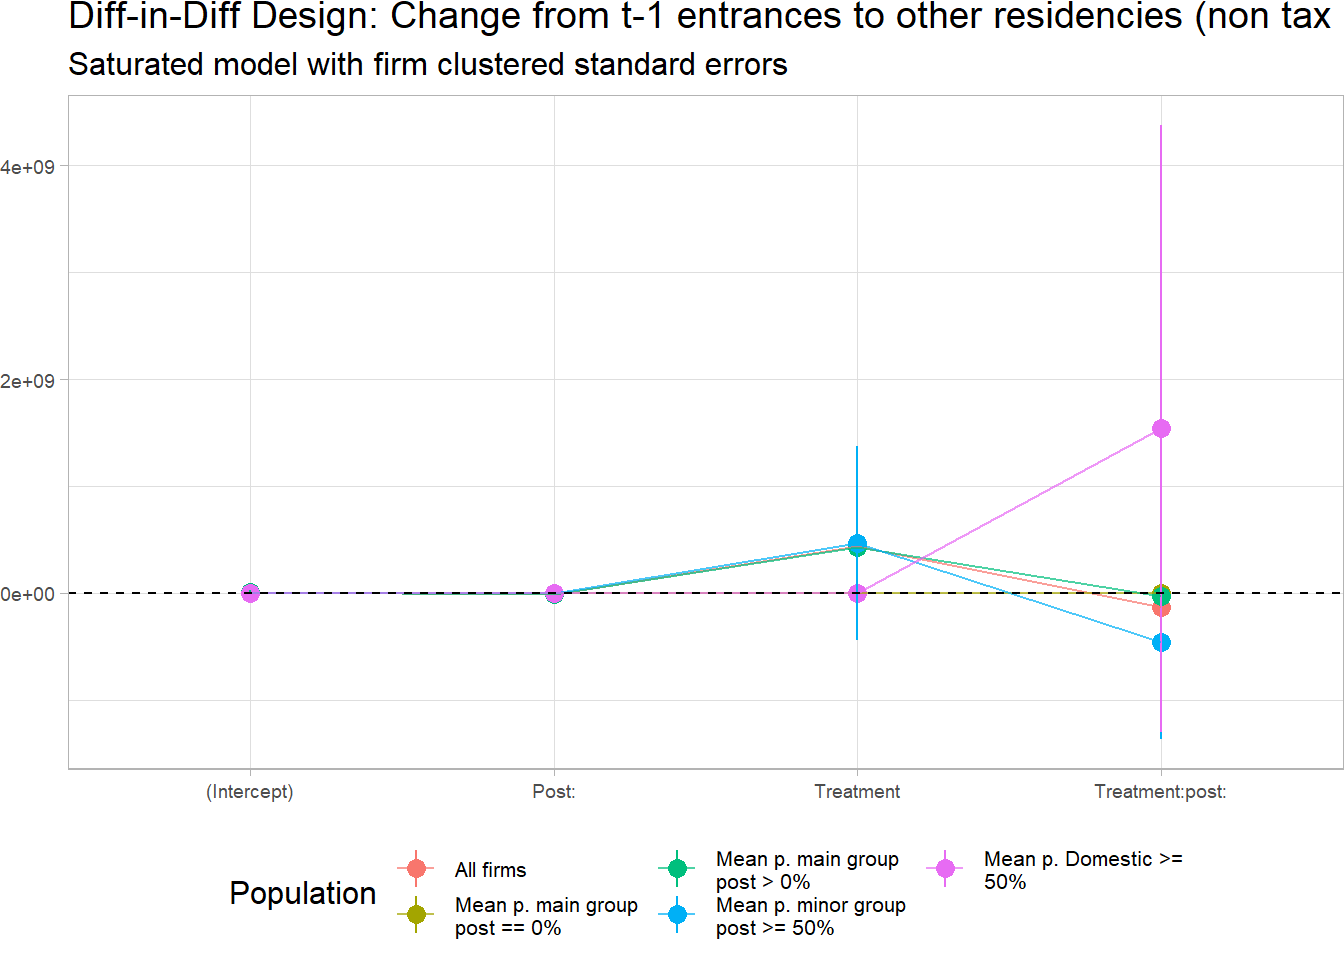 Diff-in-Diff Design: Change from t-1 entrances to other residencies (non tax
Saturated model with firm clustered standard errors
4e+09
2e+09
0e+00
(Intercept)
Post:
Treatment
Treatment:post:
Population
All firms
Mean p. main group
post == 0%
Mean p. main group
post > 0%
Mean p. minor group
post >= 50%
Mean p. Domestic >=
50%